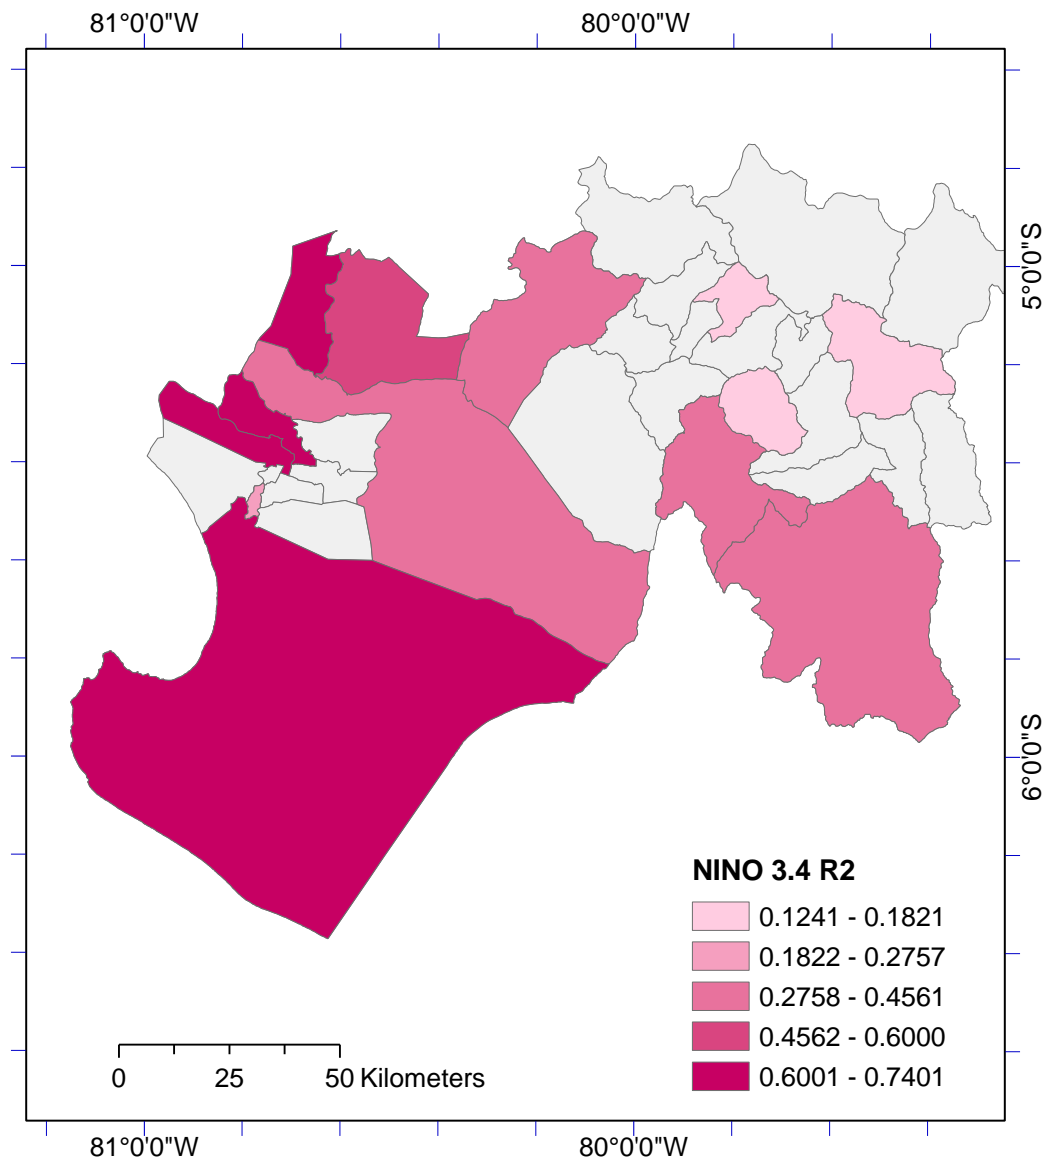 81°0'0"W 80°0'0"W
5°0'0"S
6°0'0"S
NINO 3.4 R2
0.1241 - 0.1821
0.1822 - 0.2757
0.2758 - 0.4561
0.4562 - 0.6000
0.6001 - 0.7401
0 25 50 Kilometers
81°0'0"W 80°0'0"W